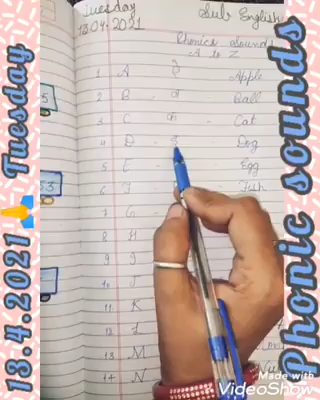 Tuesday Sub English
13.04.2021
Phonics Sounds
A to Z
1 A ऐ Apple
2 B - ब Ball
3 C - क - Cat
4 D - ड Dog
5 E - - Egg
6 F - - Fish
7 G -
8 H -
9 I -
10 J -
11 K
12 L
13 M
14 N
13.4.2021 🙏 Tuesday
Phonic sounds
Made with
VideoShow